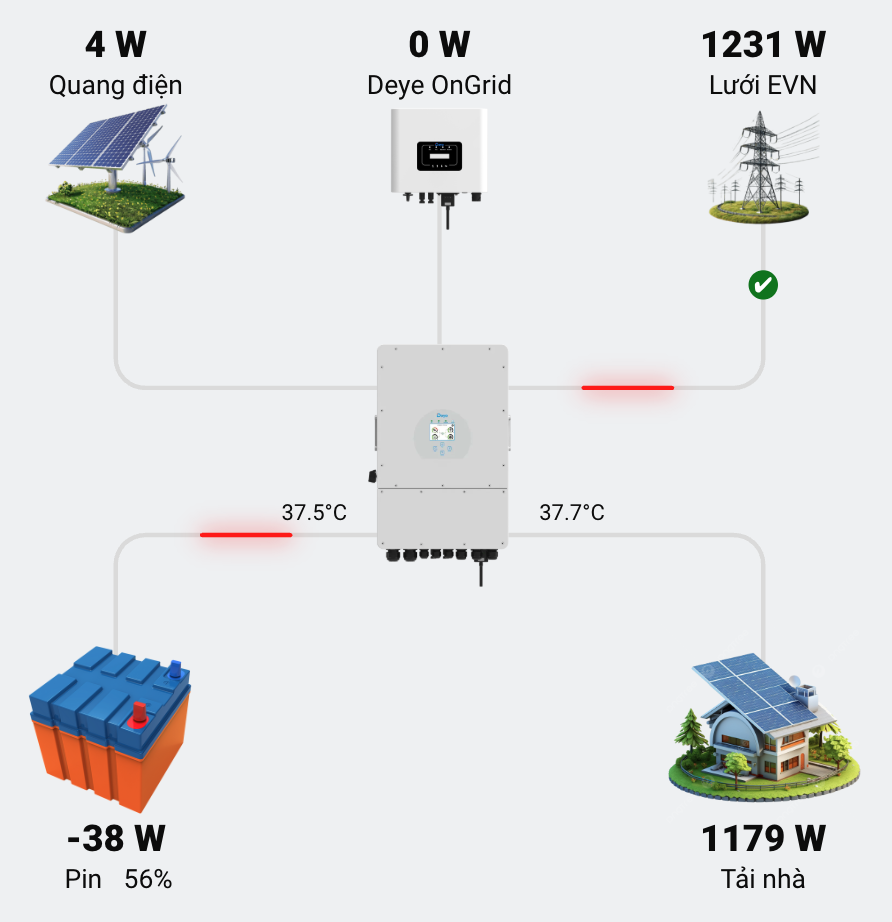 4 W
Quang điện
0 W
Deye OnGrid
1231 W
Lưới EVN
Deye
37.5°C
37.7°C
-38 W
Pin 56%
1179 W
Tải nhà